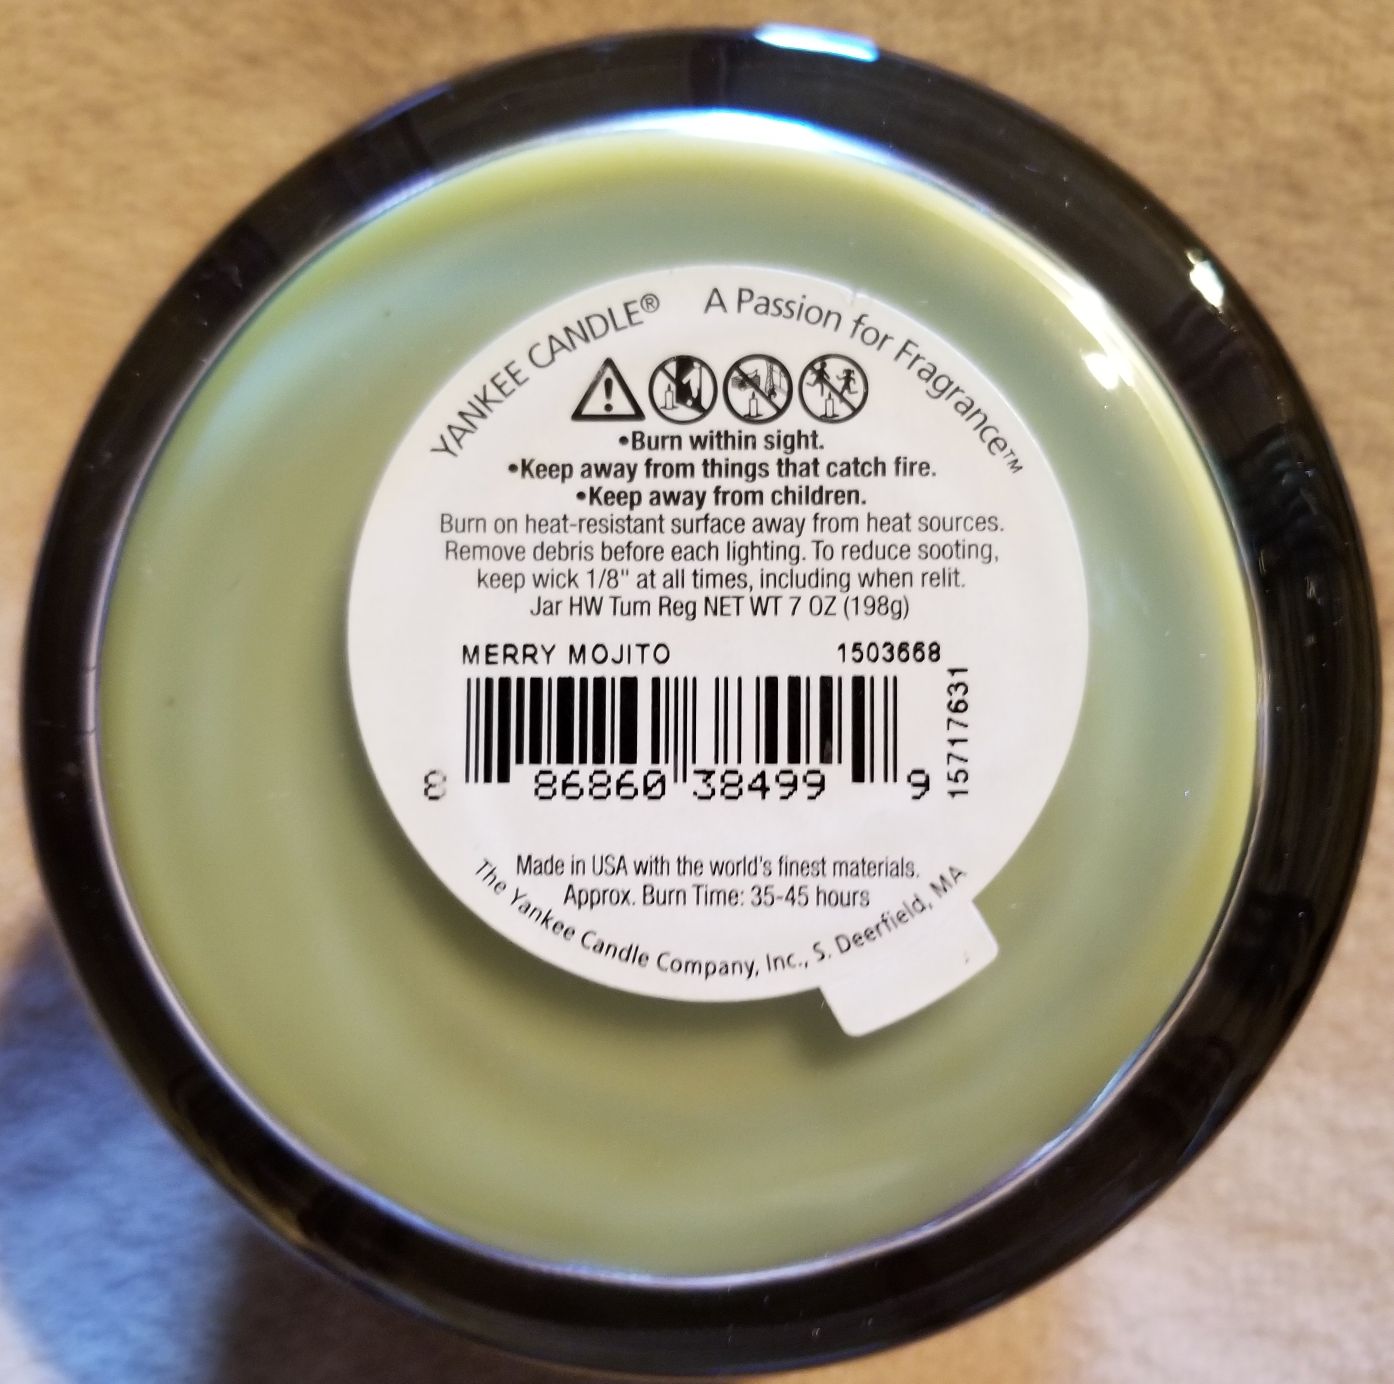 YANKEE CANDLE® A Passion for Fragrance™
•Burn within sight.
•Keep away from things that catch fire.
•Keep away from children.
Burn on heat-resistant surface away from heat sources.
Remove debris before each lighting. To reduce sooting,
keep wick 1/8" at all times, including when relit.
Jar HW Tum Reg NET WT 7 OZ (198g)
MERRY MOJITO 1503668
15717631
8 86860 38499 9
Made in USA with the world's finest materials.
Approx. Burn Time: 35-45 hours
The Yankee Candle Company, Inc., S. Deerfield, MA